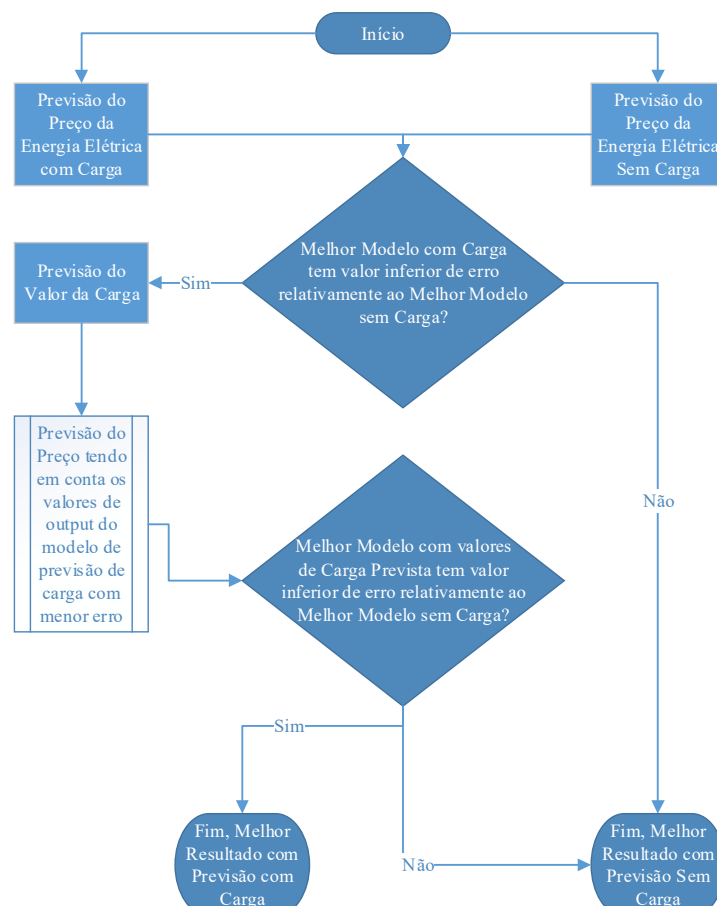 Início
Previsão do
Preço da
Energia Elétrica
com Carga
Previsão do
Preço da
Energia Elétrica
Sem Carga
Melhor Modelo com Carga
tem valor inferior de erro
relativamente ao Melhor Modelo
sem Carga?
Sim
Previsão do
Valor da Carga
Previsão do
Preço tendo
em conta os
valores de
output do
modelo de
previsão de
carga com
menor erro
Não
Melhor Modelo com valores
de Carga Prevista tem valor
inferior de erro relativamente ao
Melhor Modelo sem Carga?
Sim
Não
Fim, Melhor
Resultado com
Previsão com
Carga
Fim, Melhor
Resultado com
Previsão Sem
Carga